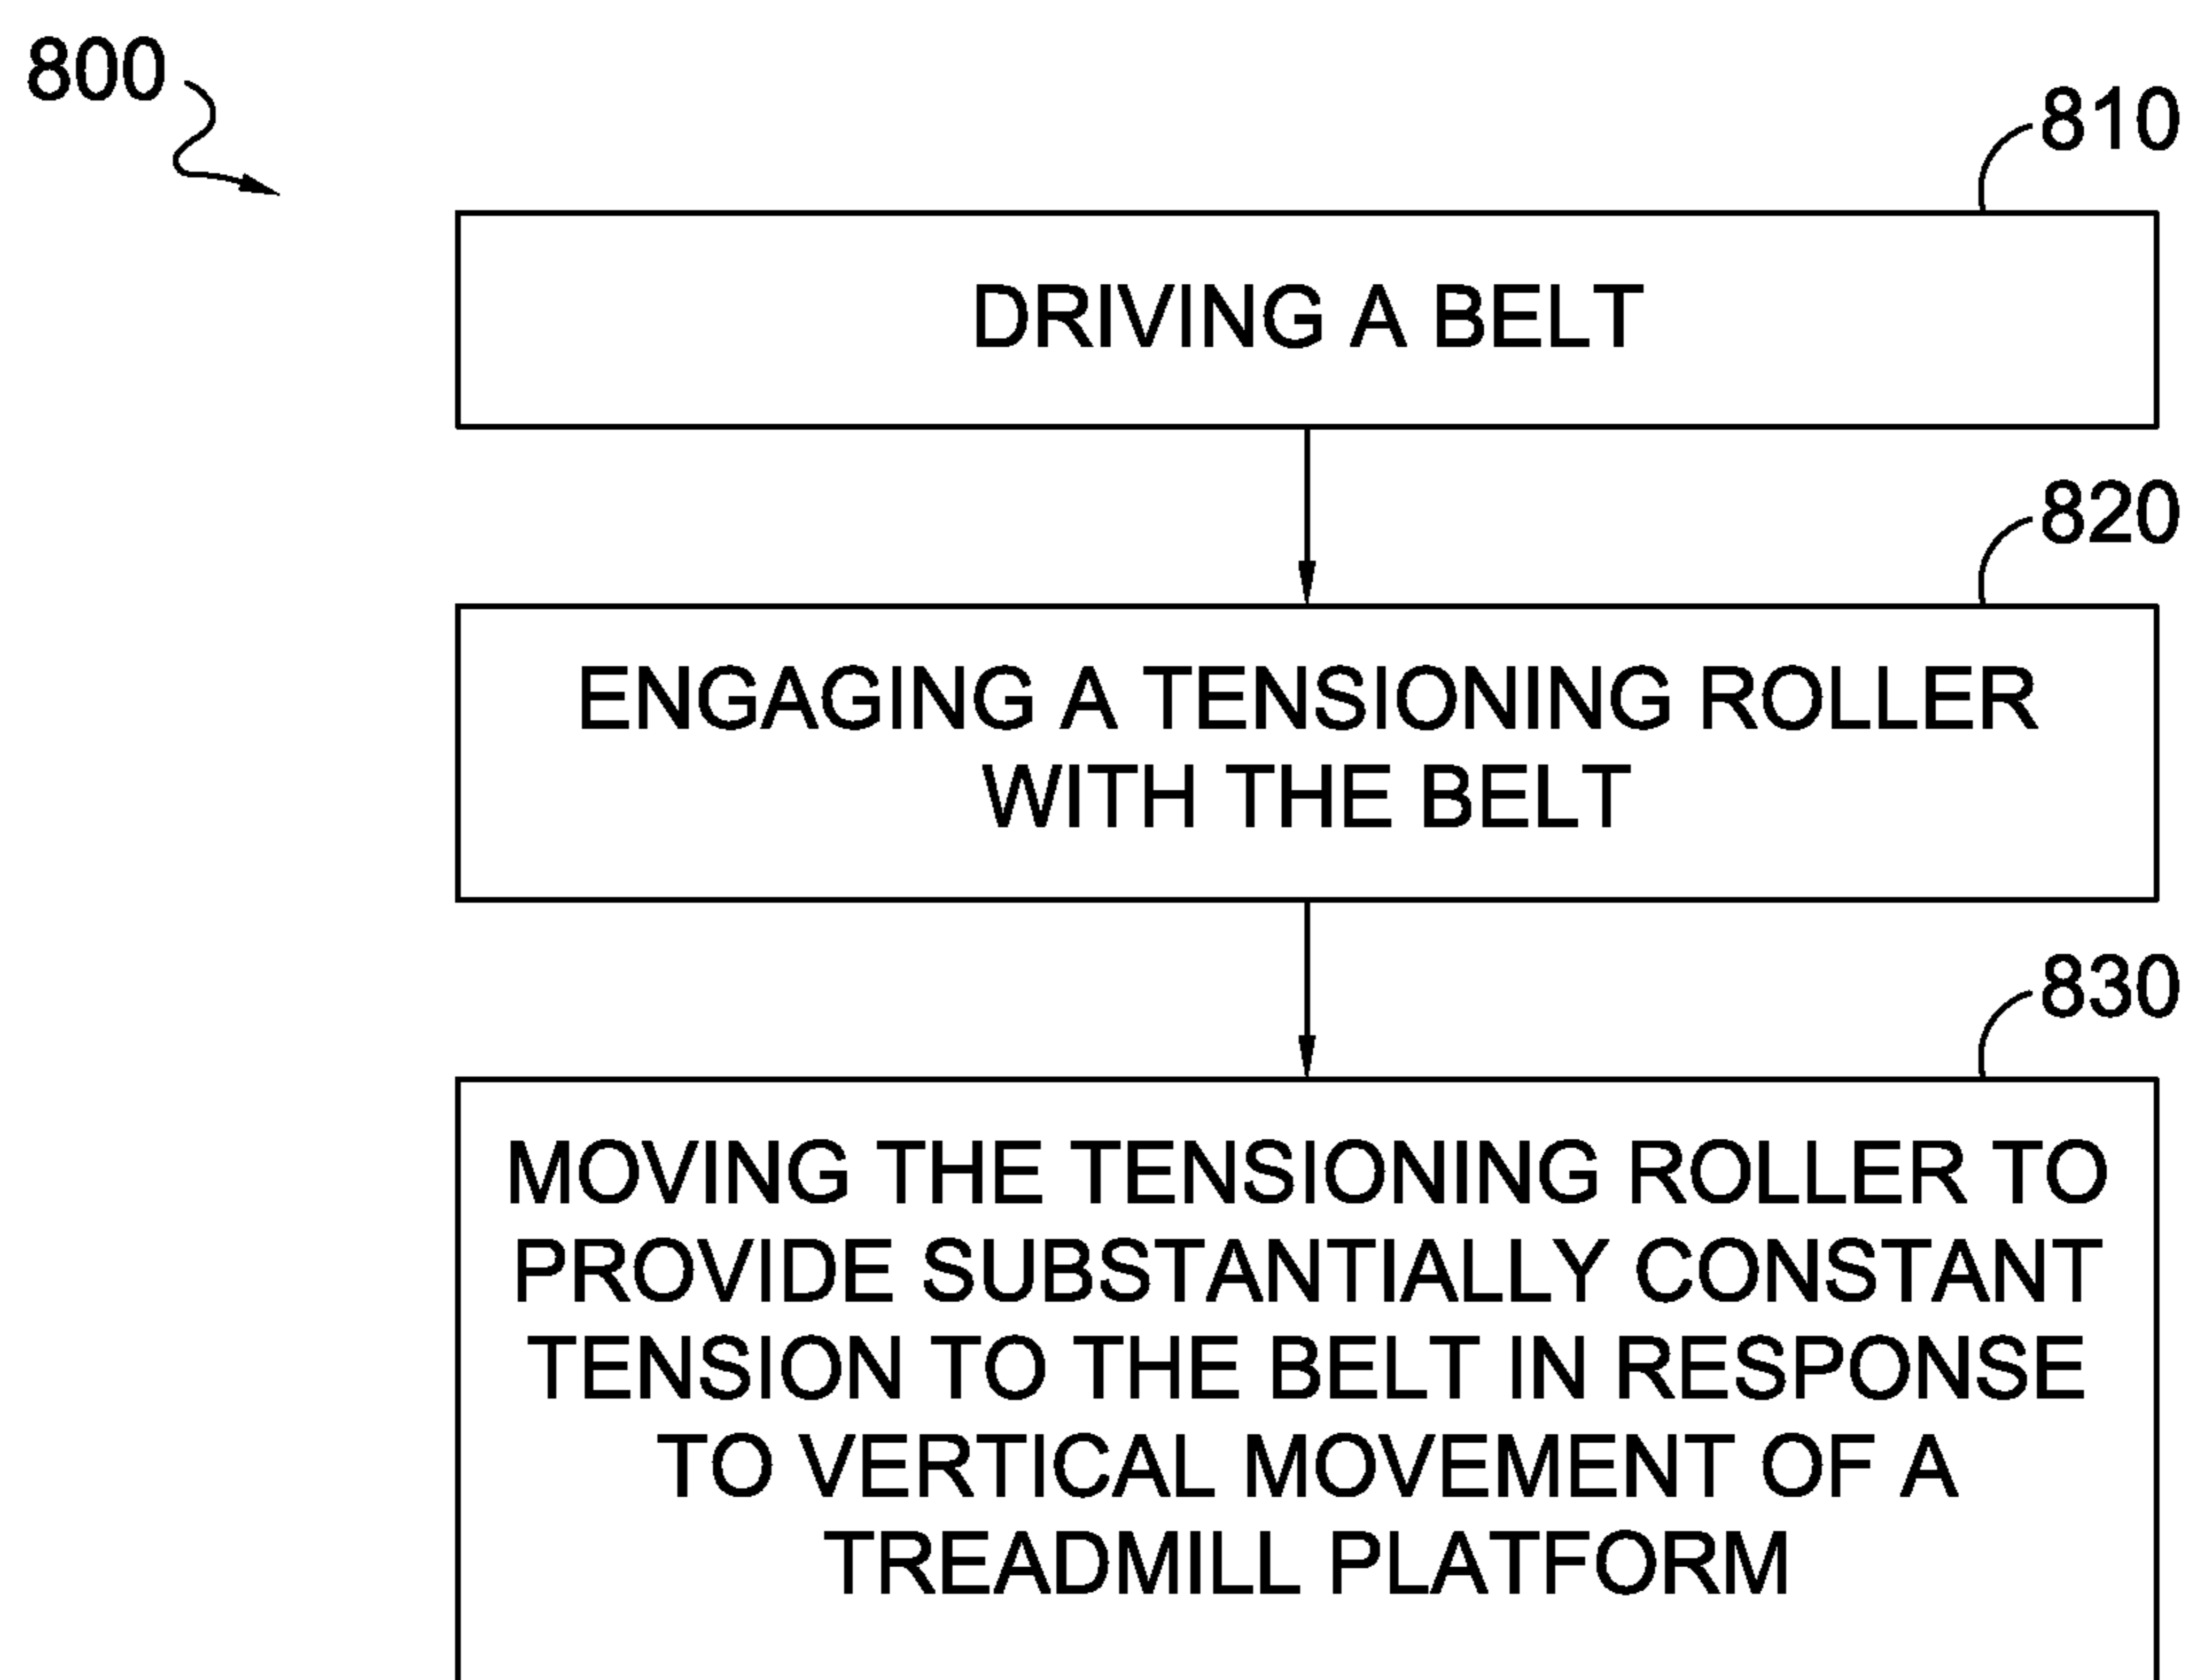 800
810
DRIVING A BELT
820
ENGAGING A TENSIONING ROLLER
WITH THE BELT
830
MOVING THE TENSIONING ROLLER TO
PROVIDE SUBSTANTIALLY CONSTANT
TENSION TO THE BELT IN RESPONSE
TO VERTICAL MOVEMENT OF A
TREADMILL PLATFORM